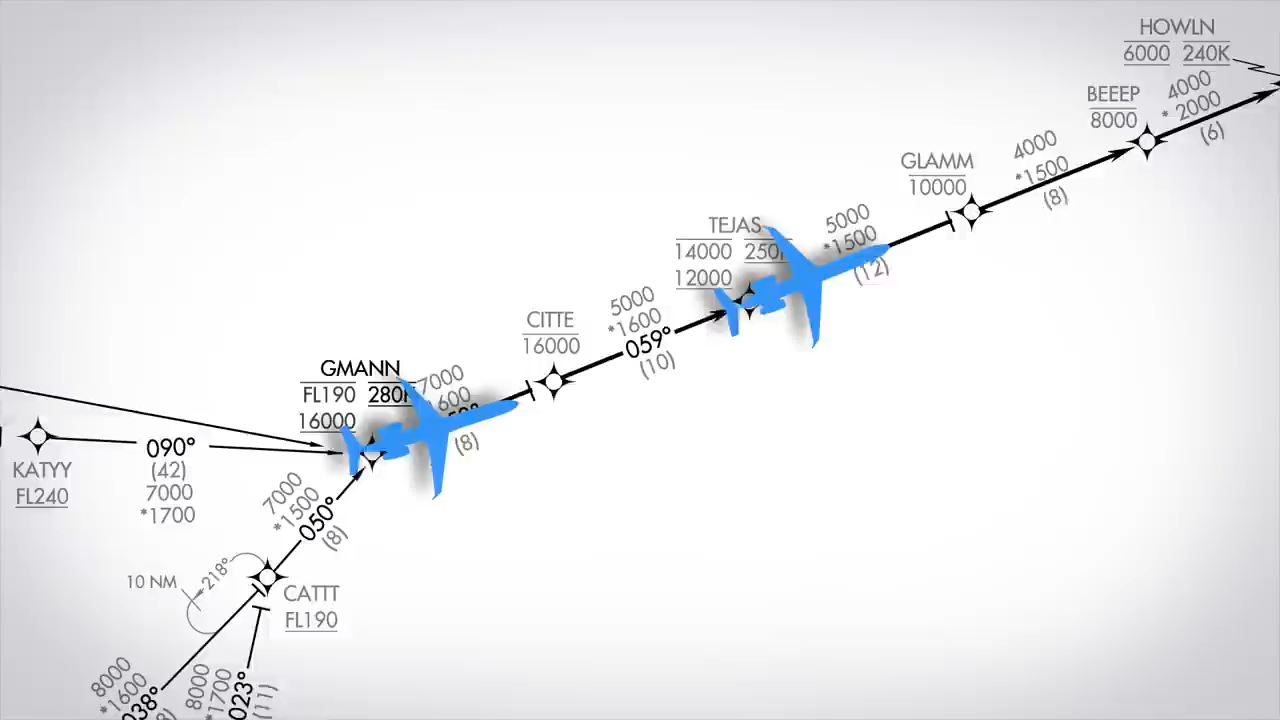 HOWLN
6000 240K
4000
* 2000
(6)
BEEEP
8000
4000
*1500
(8)
GLAMM
10000
5000
*1500
(12)
TEJAS
14000
12000
5000
*1600
059°
(10)
CITTE
16000
7000
(8)
GMANN
FL190
16000
KATYY
FL240
090°
(42)
7000
*1700
7000
*1500
050°
(8)
10 NM
218°
CATTT
FL190
8000
*1600
8000
*1700
023°
(11)